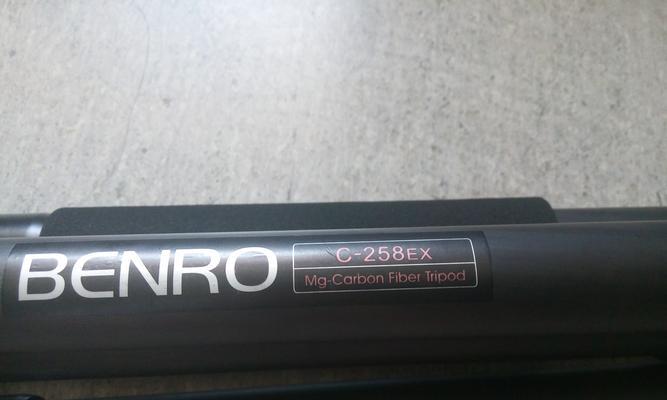 BENRO
C-258EX
Mg-Carbon Fiber Tripod